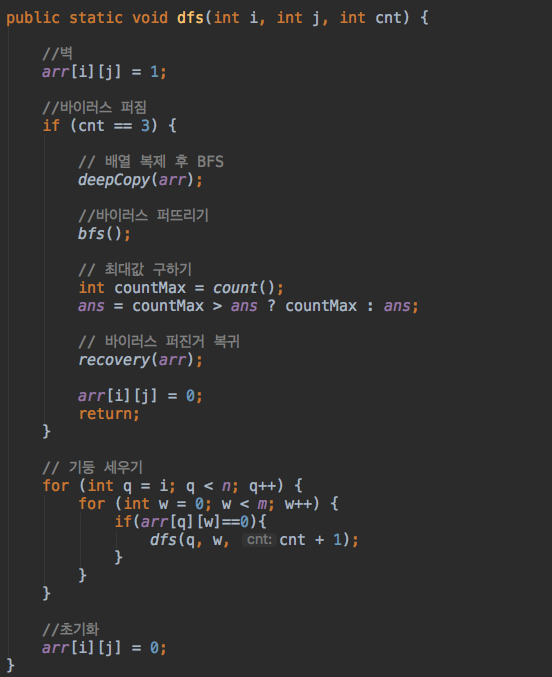 public static void dfs(int i, int j, int cnt) {
//벽
arr[i][j] = 1;
//바이러스 퍼짐
if (cnt == 3) {
// 배열 복제 후 BFS
deepCopy(arr);
//바이러스 퍼뜨리기
bfs();
// 최대값 구하기
int countMax = count();
ans = countMax > ans ? countMax : ans;
// 바이러스 퍼진거 복귀
recovery(arr);
arr[i][j] = 0;
return;
}
// 기둥 세우기
for (int q = i; q < n; q++) {
for (int w = 0; w < m; w++) {
if(arr[q][w]==0){
dfs(q, w, cnt: cnt + 1);
}
}
}
//초기화
arr[i][j] = 0;
}